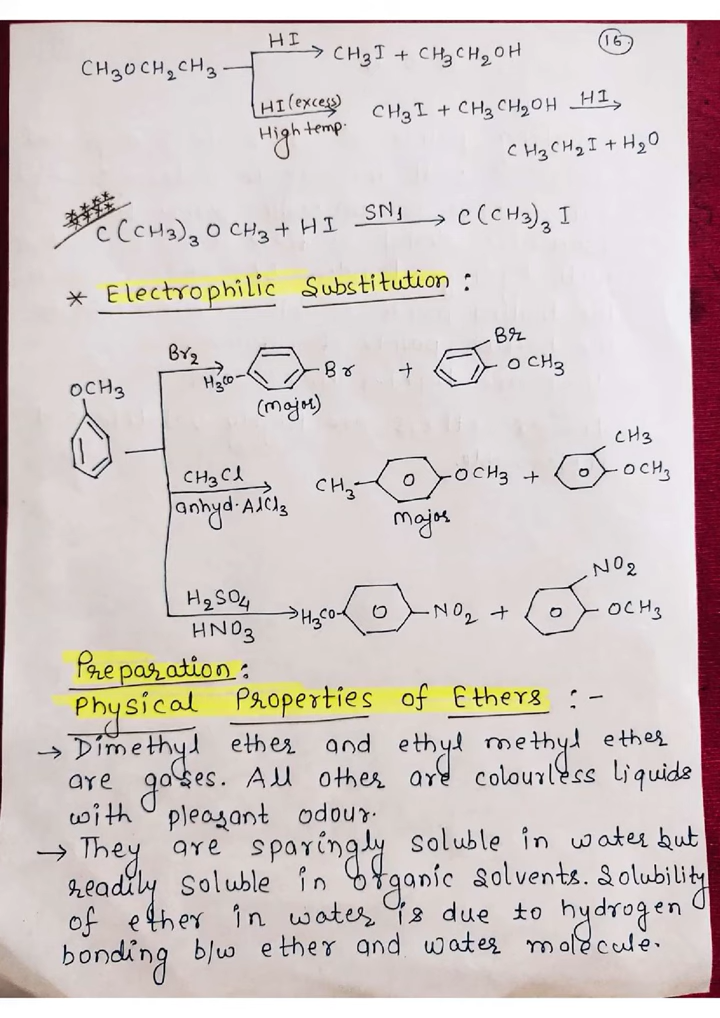 HI
16
CH3OCH2CH3 → CH3I + CH3CH2OH
HI (excess)
High temp.
CH3I + CH3CH2OH HI →
CH3CH2I + H2O
****
C(CH3)3 O CH3 + HI SN1 → C(CH3)3 I
* Electrophilic Substitution :
Br2
H3CO- -Br + Br
OCH3
OCH3
(major)
CH3
CH3Cl
CH3- -OCH3 + -OCH3
anhyd. AlCl3
Major
NO2
H2SO4
→ H3CO- -NO2 + -OCH3
HNO3
Preparation:
Physical Properties of Ethers : -
→ Dimethyl ether and ethyl methyl ether
are gases. All other are colourless liquids
with pleasant odour.
→ They are sparingly soluble in water but
readily soluble in organic solvents. Solubility
of ether in water is due to hydrogen
bonding b/w ether and water molecule.